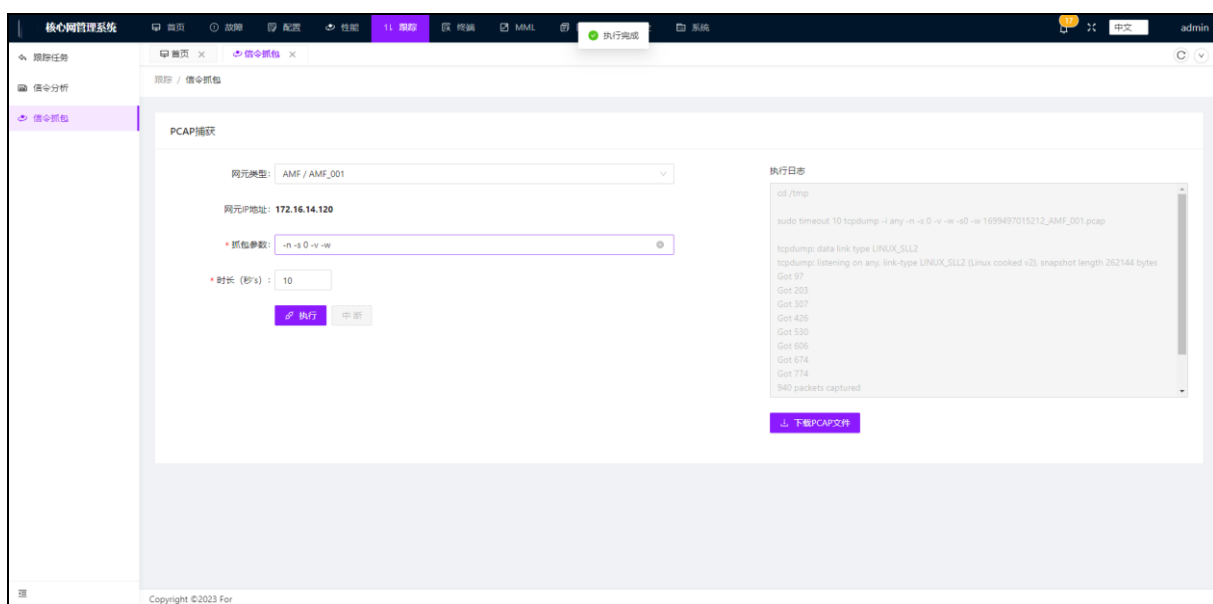 核心网管理系统 首页 故障 配置 性能 跟踪 终端 MML 系统 17 中文 admin
执行完成
跟踪任务
信令分析
信令抓包
首页 信令抓包
跟踪 / 信令抓包
PCAP捕获
网元类型: AMF / AMF_001
网元IP地址: 172.16.14.120
* 抓包参数: -n -s 0 -v -w
* 时长（秒's）: 10
执行 中断
执行日志
cd /tmp
sudo timeout 10 tcpdump -i any -n -s 0 -v -w -s0 -w 1699497015212_AMF_001.pcap
tcpdump: data link type LINUX_SLL2
tcpdump: listening on any, link-type LINUX_SLL2 (Linux cooked v2), snapshot length 262144 bytes
Got 97
Got 203
Got 307
Got 426
Got 530
Got 606
Got 674
Got 774
940 packets captured
下载PCAP文件
Copyright ©2023 For